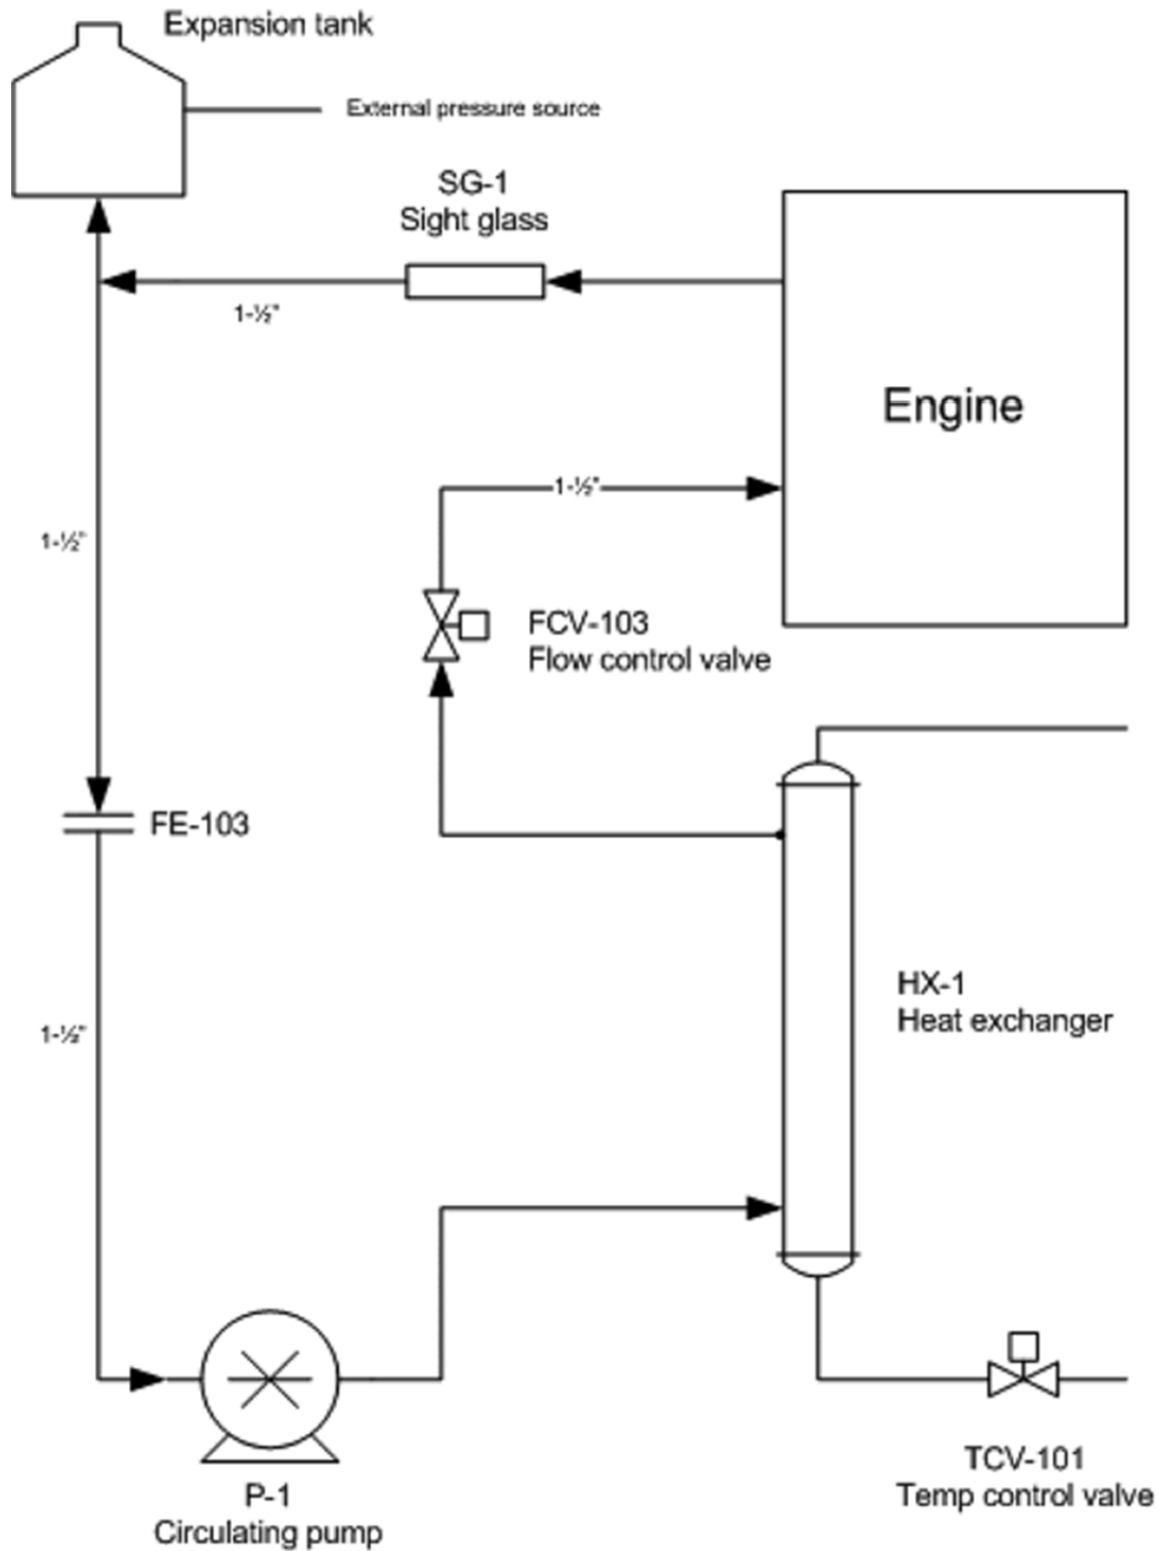 Expansion tank
External pressure source
SG-1
Sight glass
1-½"
Engine
1-½"
1-½"
FCV-103
Flow control valve
FE-103
HX-1
Heat exchanger
1-½"
TCV-101
Temp control valve
P-1
Circulating pump